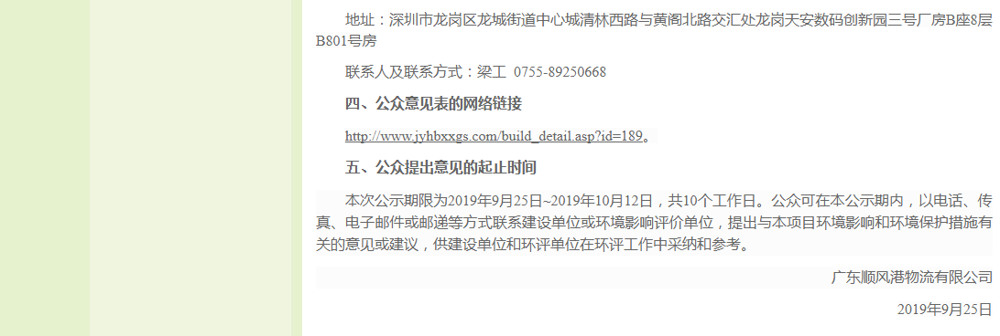 地址：深圳市龙岗区龙城街道中心城清林西路与黄阁北路交汇处龙岗天安数码创新园三号厂房B座8层
B801号房
联系人及联系方式：梁工 0755-89250668
四、公众意见表的网络链接
http://www.jyhbxxgs.com/build_detail.asp?id=189。
五、公众提出意见的起止时间
本次公示期限为2019年9月25日~2019年10月12日，共10个工作日。公众可在本公示期内，以电话、传
真、电子邮件或邮递等方式联系建设单位或环境影响评价单位，提出与本项目环境影响和环境保护措施有
关的意见或建议，供建设单位和环评单位在环评工作中采纳和参考。
广东顺风港物流有限公司
2019年9月25日